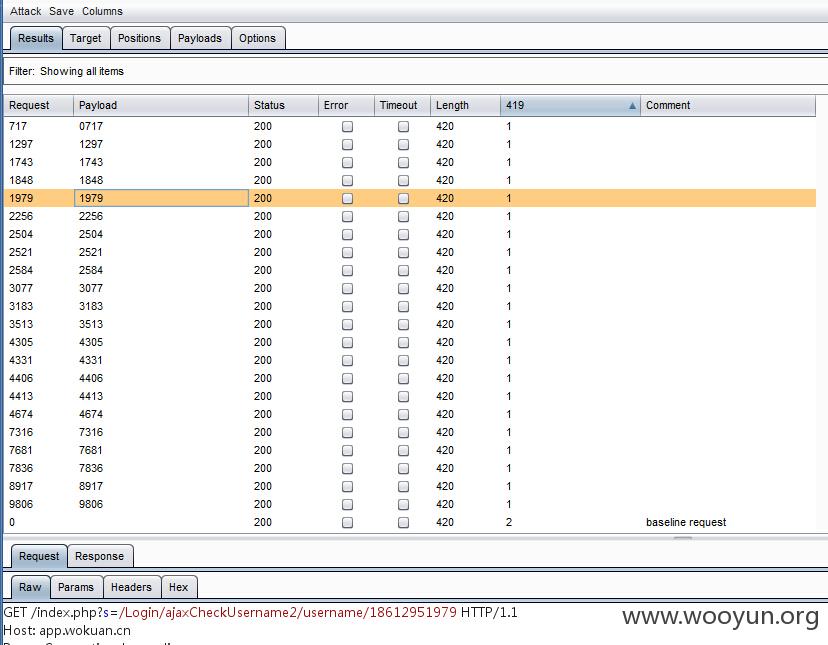 Attack Save Columns
Results Target Positions Payloads Options
Filter: Showing all items
Request Payload Status Error Timeout Length 419 Comment
717 0717 200 420 1
1297 1297 200 420 1
1743 1743 200 420 1
1848 1848 200 420 1
1979 1979 200 420 1
2256 2256 200 420 1
2504 2504 200 420 1
2521 2521 200 420 1
2584 2584 200 420 1
3077 3077 200 420 1
3183 3183 200 420 1
3513 3513 200 420 1
4305 4305 200 420 1
4331 4331 200 420 1
4406 4406 200 420 1
4413 4413 200 420 1
4674 4674 200 420 1
7316 7316 200 420 1
7681 7681 200 420 1
7836 7836 200 420 1
8917 8917 200 420 1
9806 9806 200 420 1
0 200 420 2 baseline request
Request Response
Raw Params Headers Hex
GET /index.php?s=/Login/ajaxCheckUsername2/username/18612951979 HTTP/1.1
www.wooyun.org
Host: app.wokuan.cn